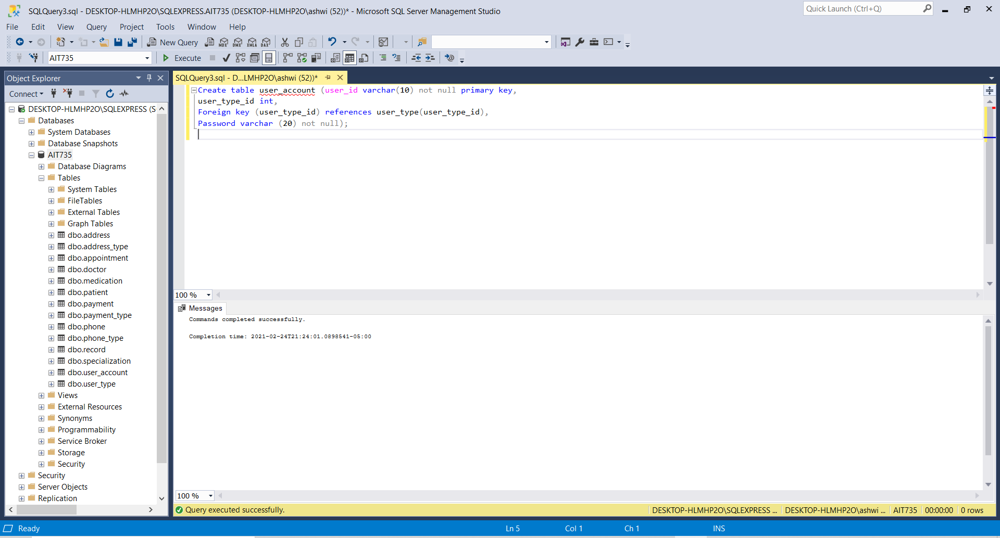 SQLQuery3.sql - DESKTOP-HLMHP2O\SQLEXPRESS.AIT735 (DESKTOP-HLMHP2O\ashwi (52))* - Microsoft SQL Server Management Studio
Quick Launch (Ctrl+Q)
File Edit View Query Project Tools Window Help
New Query MDX DMX XMLA DAX
AIT735 Execute
Object Explorer
Connect
DESKTOP-HLMHP2O\SQLEXPRESS (S
Databases
System Databases
Database Snapshots
AIT735
Database Diagrams
Tables
System Tables
FileTables
External Tables
Graph Tables
dbo.address
dbo.address_type
dbo.appointment
dbo.doctor
dbo.medication
dbo.patient
dbo.payment
dbo.payment_type
dbo.phone
dbo.phone_type
dbo.record
dbo.specialization
dbo.user_account
dbo.user_type
Views
External Resources
Synonyms
Programmability
Service Broker
Storage
Security
Security
Server Objects
Replication
SQLQuery3.sql - D...LMHP2O\ashwi (52))*
Create table user_account (user_id varchar(10) not null primary key,
user_type_id int,
Foreign key (user_type_id) references user_type(user_type_id),
Password varchar (20) not null);
100 %
Messages
Commands completed successfully.
Completion time: 2021-02-24T21:24:01.0898541-05:00
100 %
Query executed successfully.
DESKTOP-HLMHP2O\SQLEXPRESS ... DESKTOP-HLMHP2O\ashwi ... AIT735 00:00:00 0 rows
Ready Ln 5 Col 1 Ch 1 INS